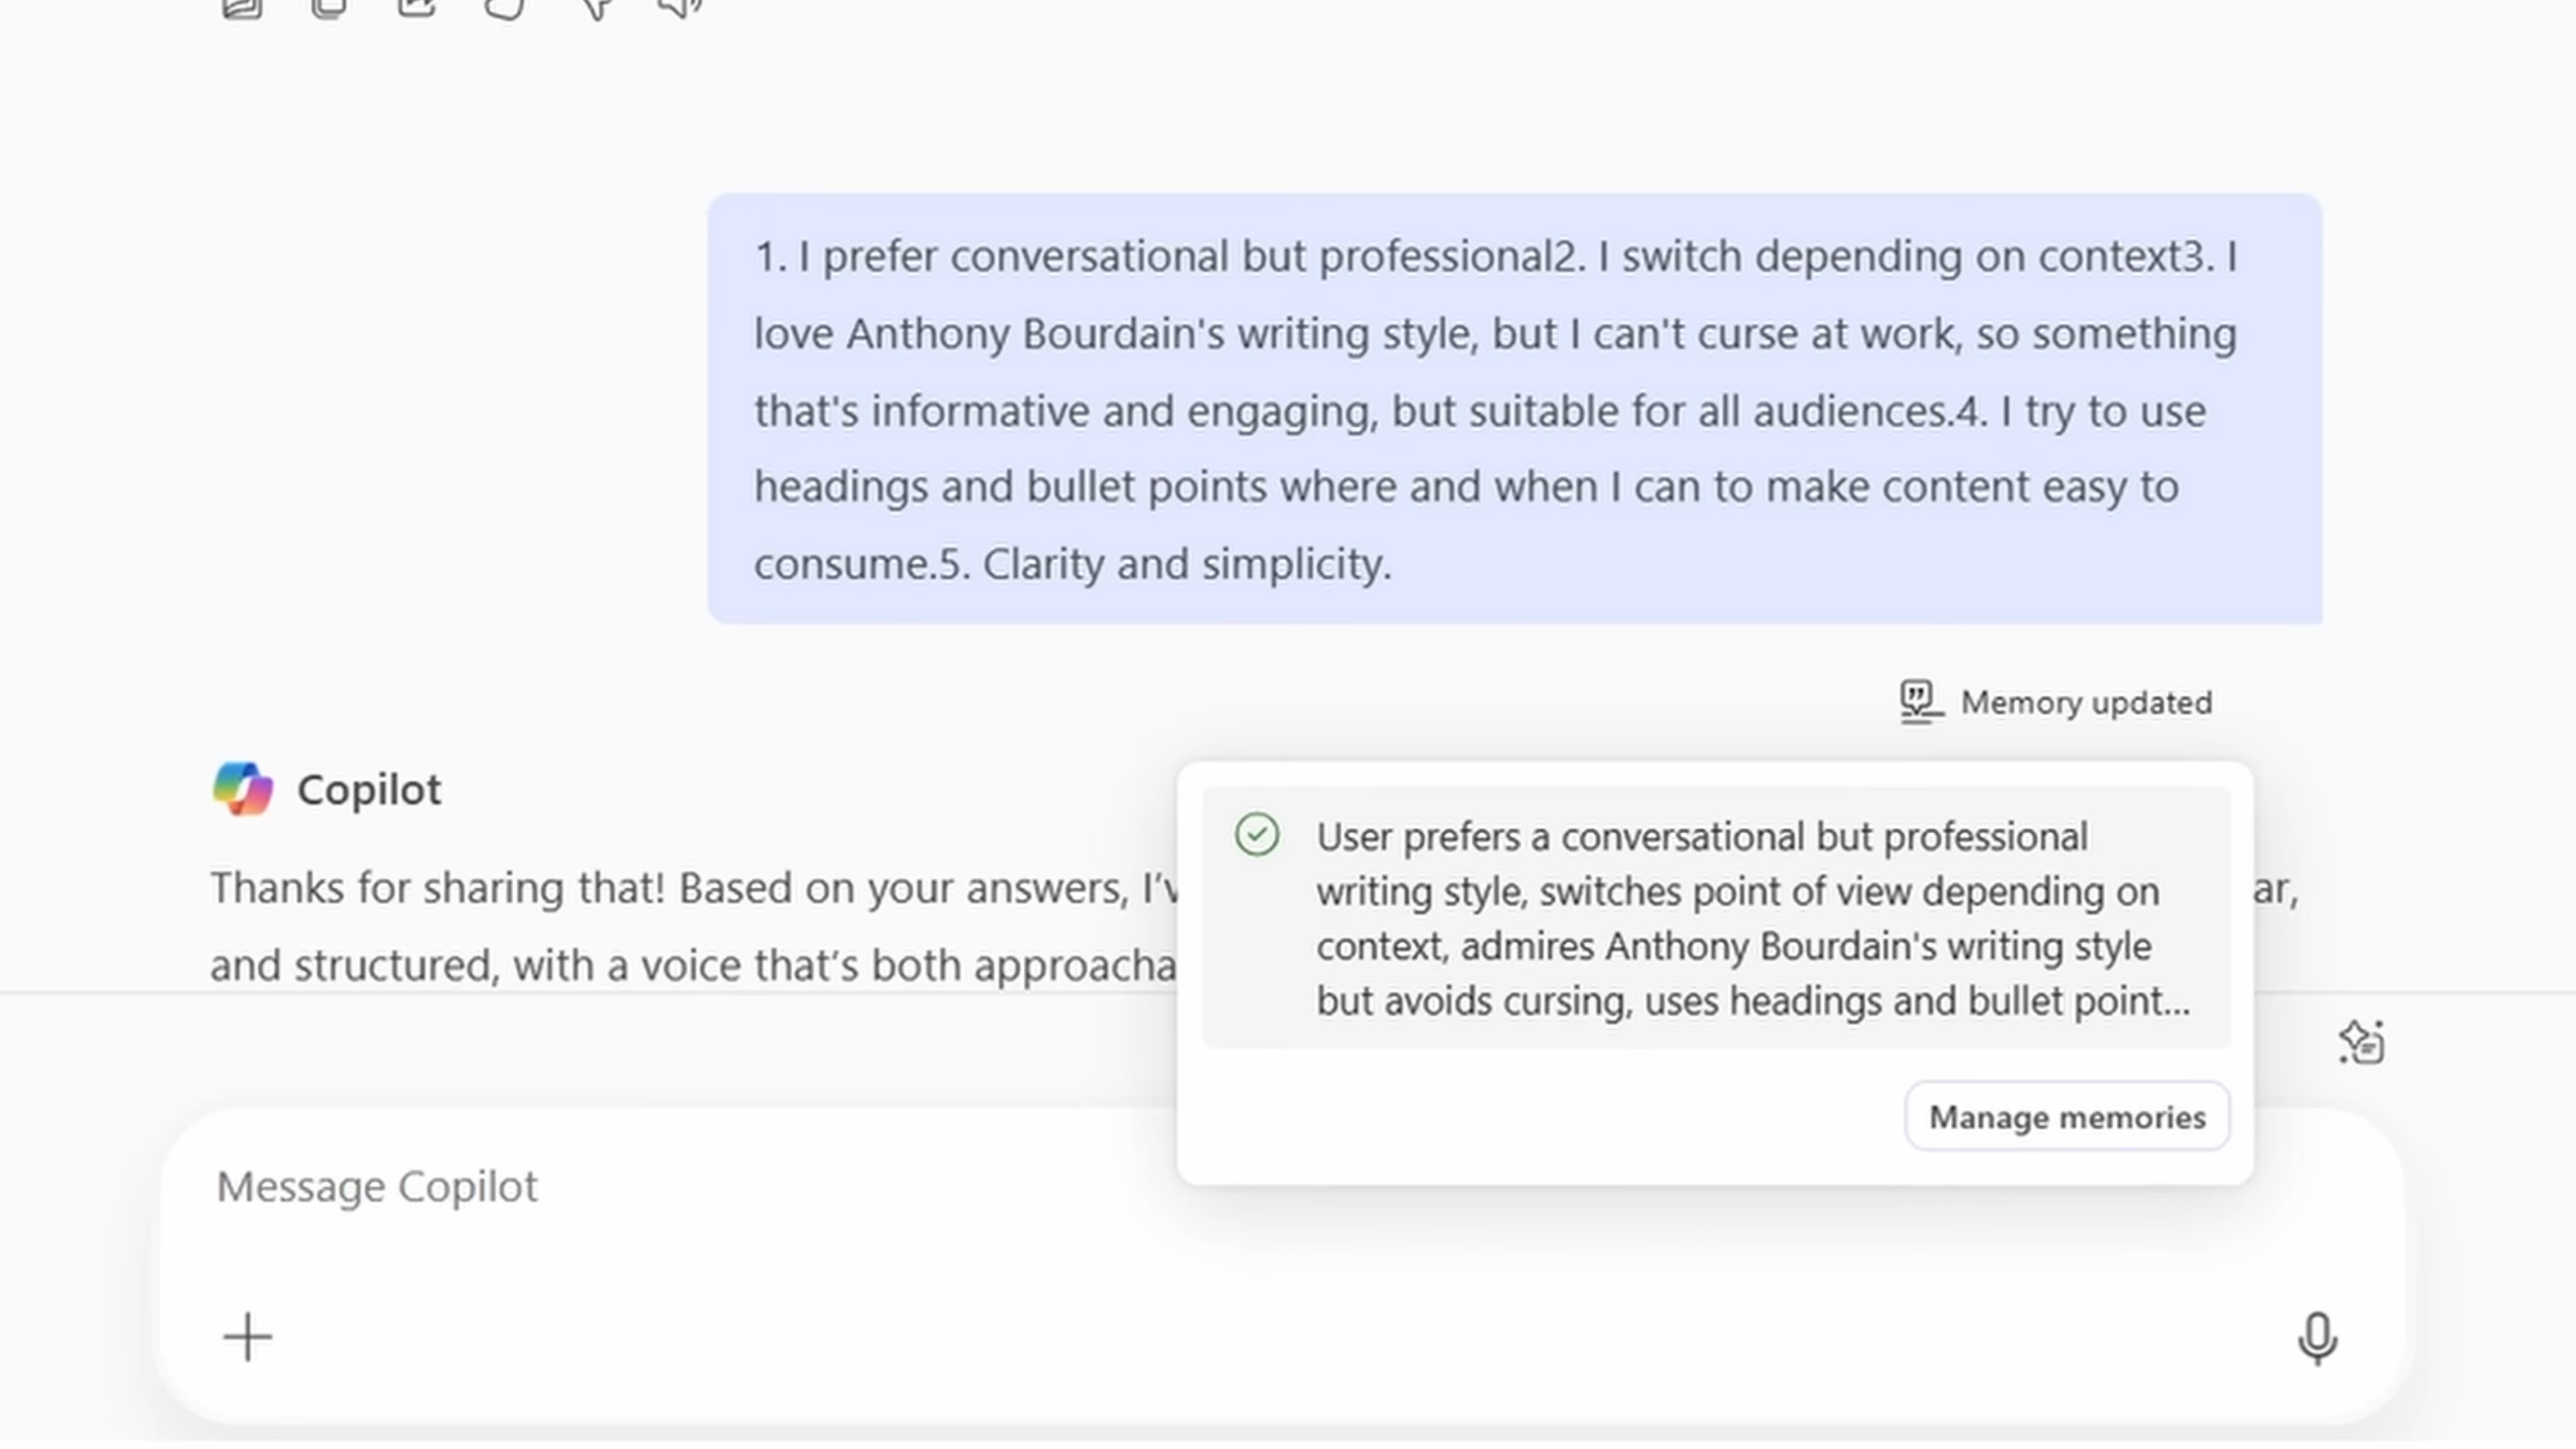 1. I prefer conversational but professional2. I switch depending on context3. I
love Anthony Bourdain's writing style, but I can't curse at work, so something
that's informative and engaging, but suitable for all audiences.4. I try to use
headings and bullet points where and when I can to make content easy to
consume.5. Clarity and simplicity.
Memory updated
Copilot
Thanks for sharing that! Based on your answers,
and structured, with a voice that’s both
User prefers a conversational but professional
writing style, switches point of view depending on
context, admires Anthony Bourdain's writing style
but avoids cursing, uses headings and bullet point...
Manage memories
Message Copilot